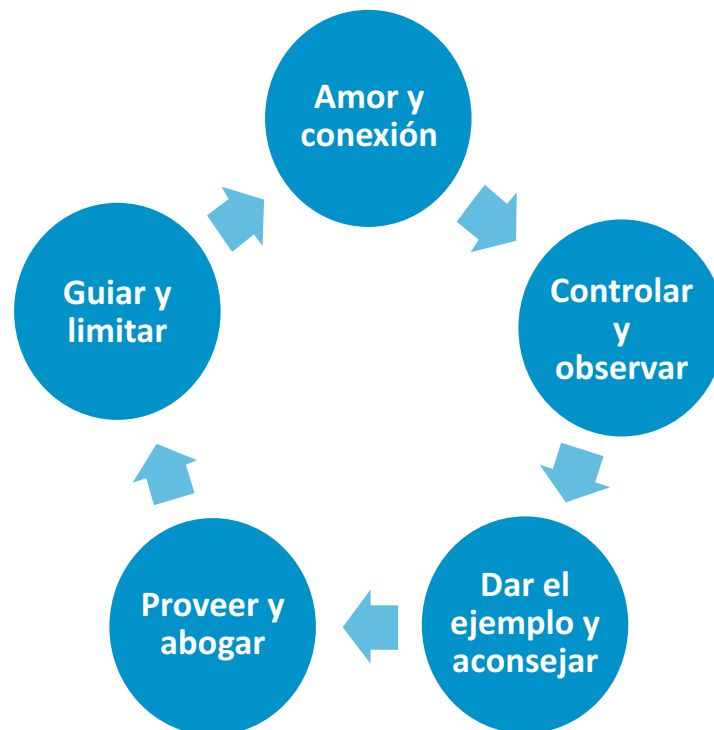 Amor y
conexión
Controlar
y
observar
Dar el
ejemplo y
aconsejar
Proveer y
abogar
Guiar y
limitar